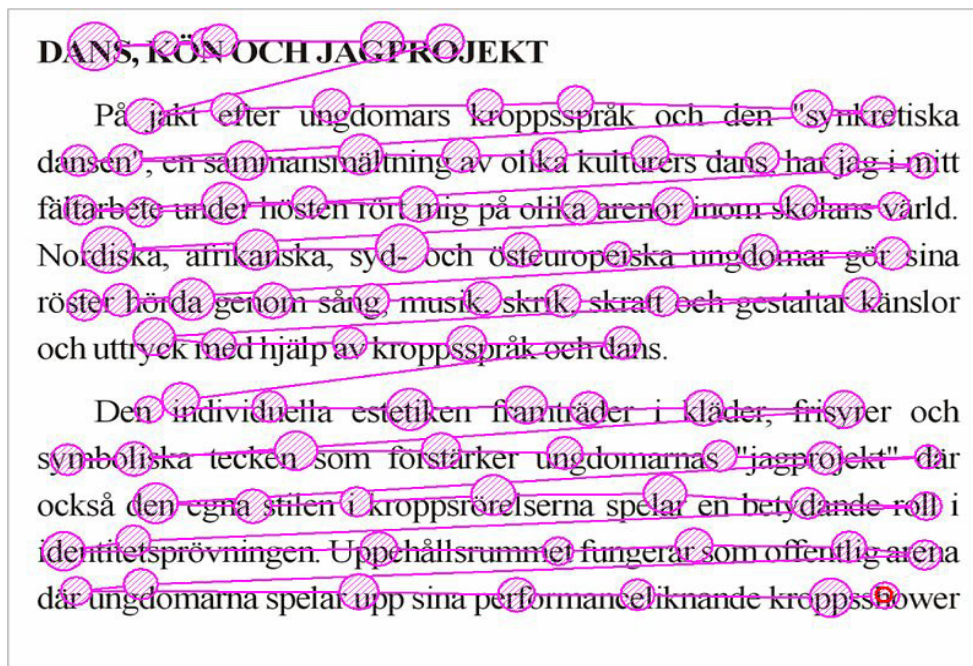 DANS, KÖN OCH JAGPROJEKT
På jakt efter ungdomars kroppsspråk och den "synkretiska
dansen", en sammansmältning av olika kulturers dans, har jag i mitt
fältarbete under hösten rört mig på olika arenor inom skolans värld.
Nordiska, afrikanska, syd- och östeuropeiska ungdomar gör sina
röster hörda genom sång, musik, skrik, skratt och gestaltar känslor
och uttryck med hjälp av kroppsspråk och dans.
Den individuella estetiken framträder i kläder, frisyrer och
symboliska tecken som förstärker ungdomarnas "jagprojekt" där
också den egna stilen i kroppsrörelserna spelar en betydande roll i
identitetsprövningen. Uppehållsrummet fungerar som offentlig arena
där ungdomarna spelar upp sina performanceliknande kroppsshower